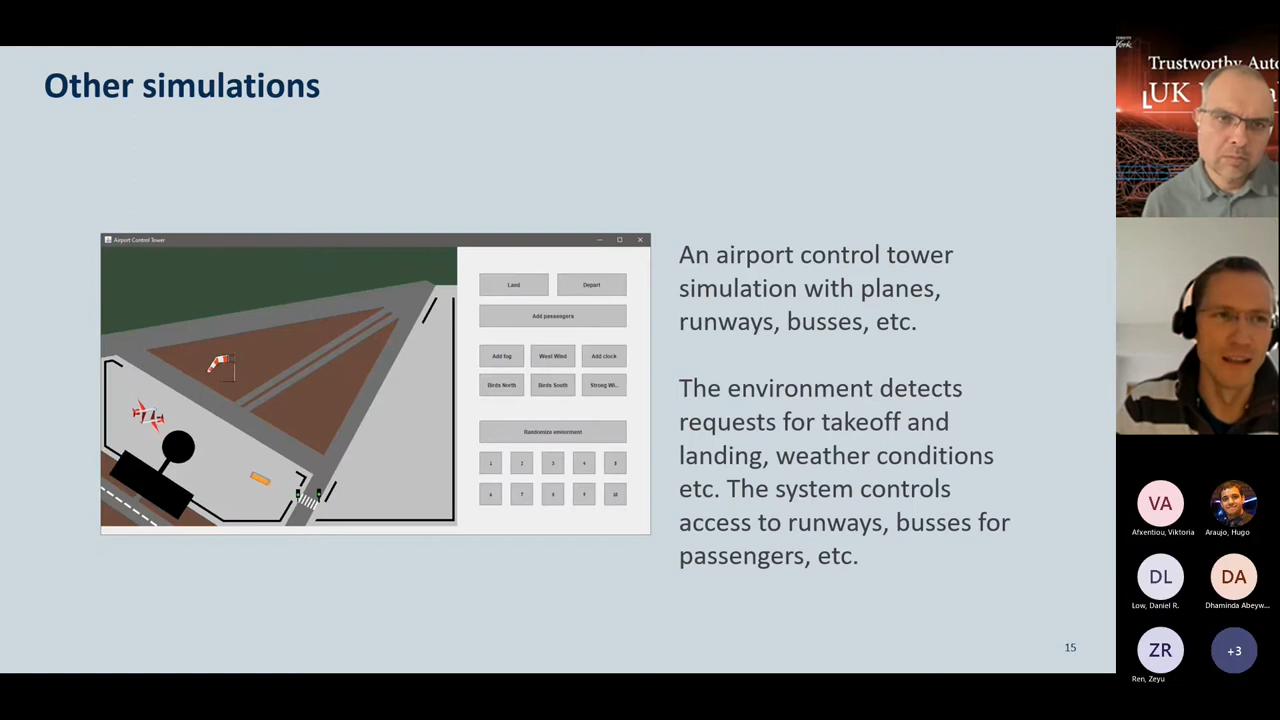 Other simulations
Airport Control Tower
Land
Depart
Add passengers
Add fog
West Wind
Add clock
Birds North
Birds South
Strong Wi...
Randomize enviorment
1
2
3
4
5
6
7
8
9
10
An airport control tower
simulation with planes,
runways, busses, etc.
The environment detects
requests for takeoff and
landing, weather conditions
etc. The system controls
access to runways, busses for
passengers, etc.
15
Trustworthy Auto
UK
VA
Afxentiou, Viktoria
Araujo, Hugo
DL
Low, Daniel R.
DA
Dhaminda Abeyw...
ZR
Ren, Zeyu
+3